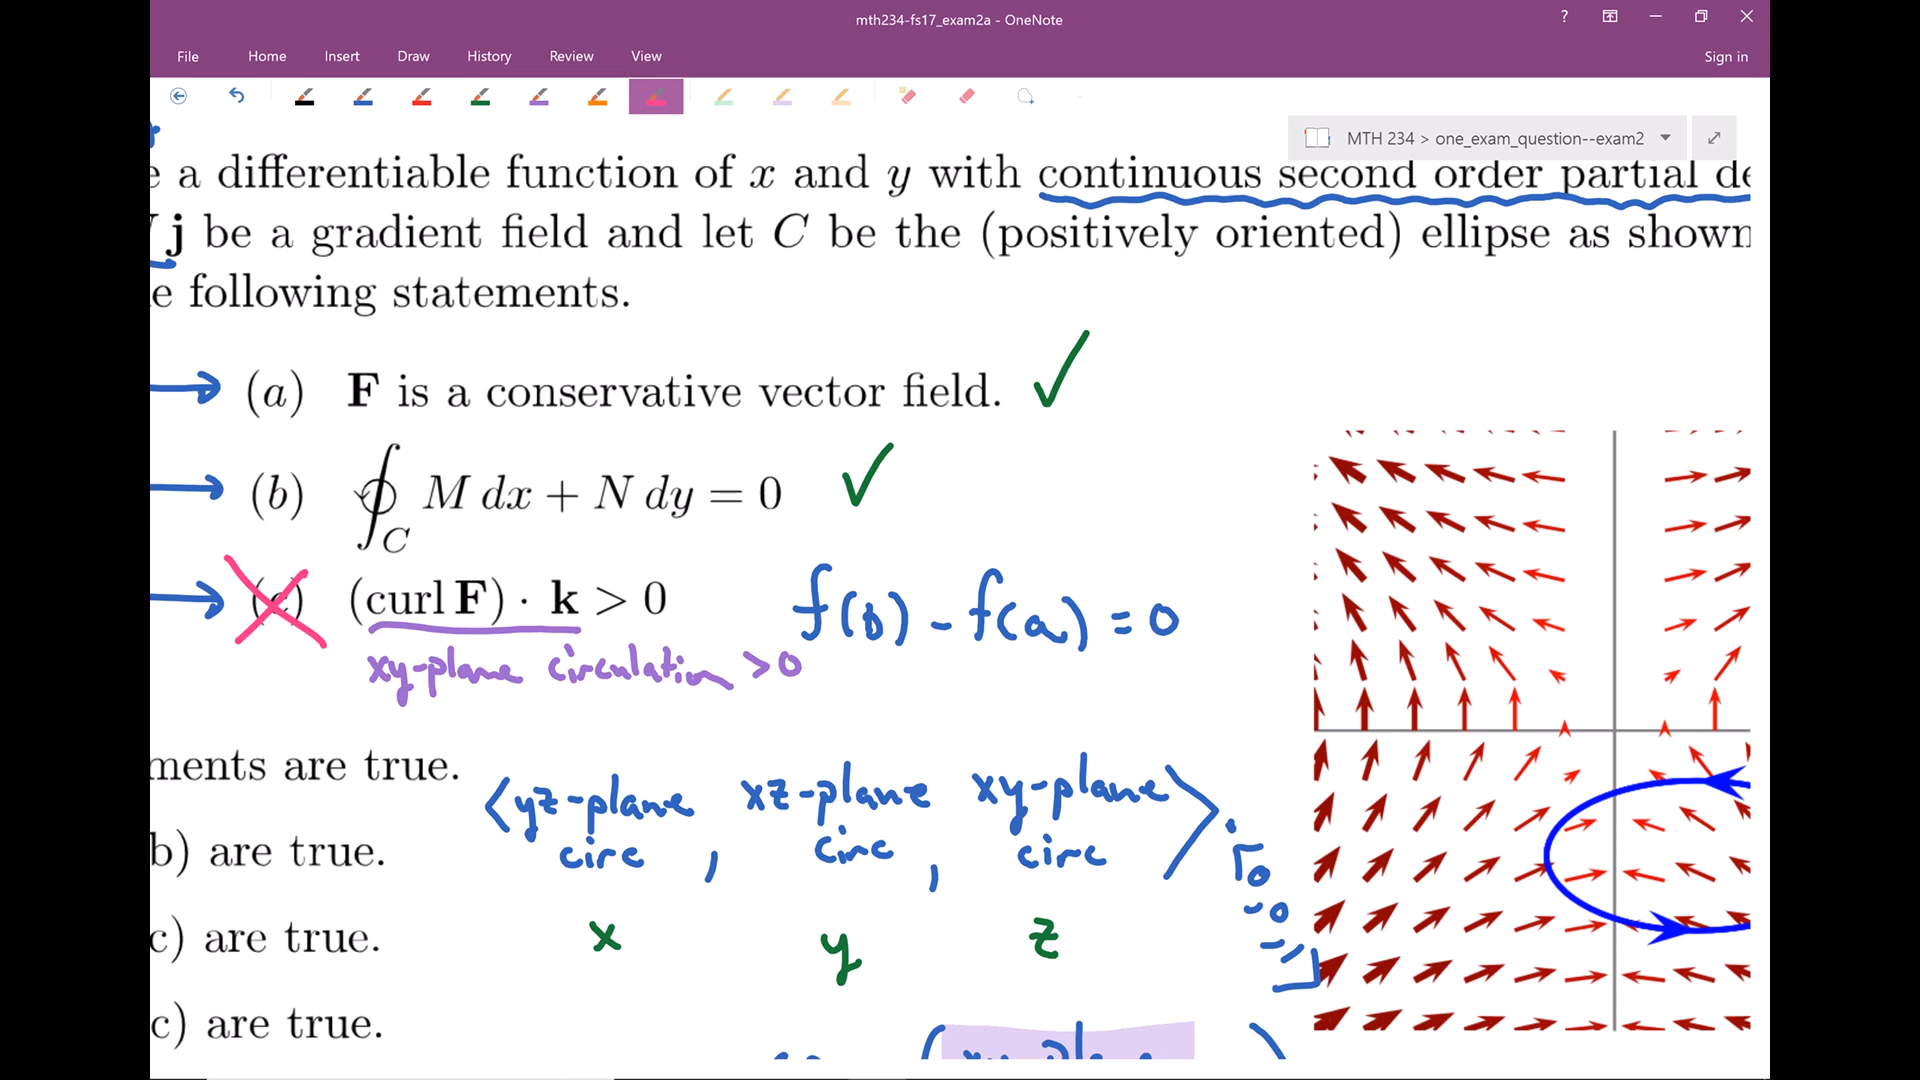 mth234-fs17_exam2a - OneNote
?
File Home Insert Draw History Review View
Sign in
MTH 234 > one_exam_question--exam2
e a differentiable function of x and y with continuous second order partial de
j be a gradient field and let C be the (positively oriented) ellipse as shown
e following statements.
(a) F is a conservative vector field. ✓
(b) ∮_C M dx + N dy = 0 ✓
(c) (curl F) · k > 0
f(b) - f(a) = 0
xy-plane circulation > 0
ments are true.
⟨yz-plane circ, xz-plane circ, xy-plane circ⟩ ·
b) are true.
c) are true.
x y z
c) are true.